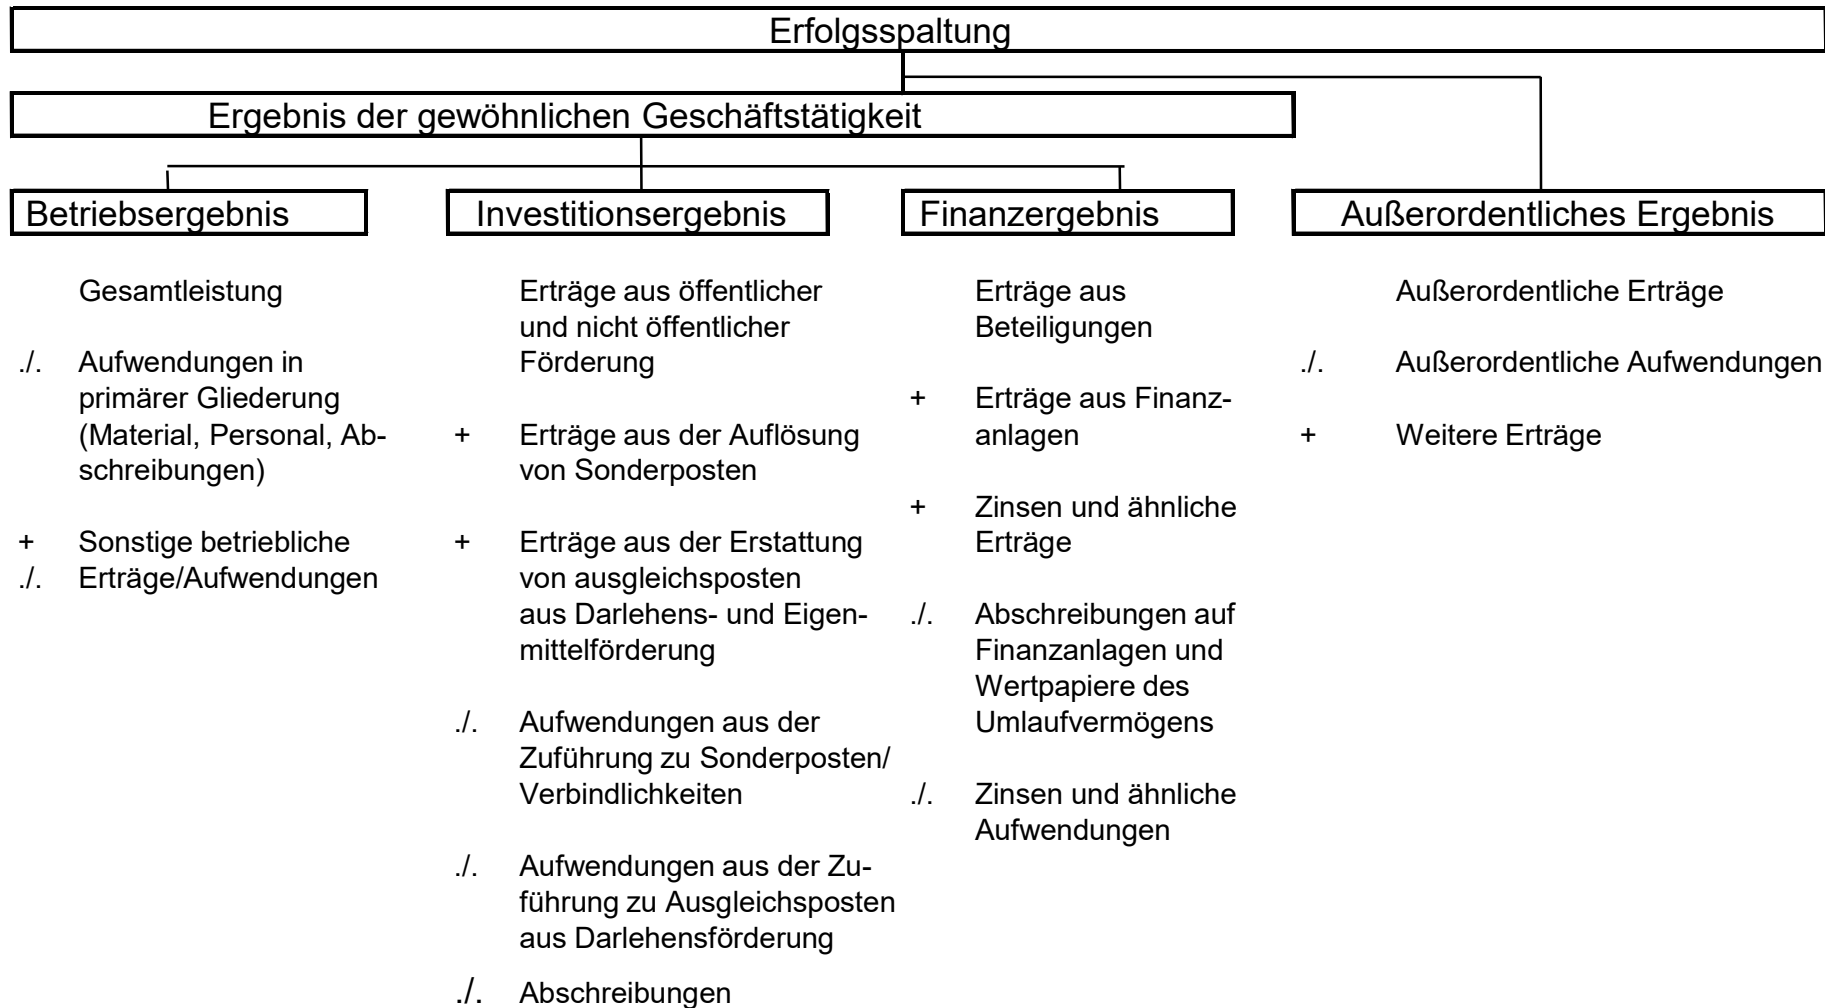 Erfolgsspaltung
Ergebnis der gewöhnlichen Geschäftstätigkeit
Betriebsergebnis
Gesamtleistung
./. Aufwendungen in
primärer Gliederung
(Material, Personal, Ab-
schreibungen)
+ Sonstige betriebliche
./. Erträge/Aufwendungen
Investitionsergebnis
Erträge aus öffentlicher
und nicht öffentlicher
Förderung
+ Erträge aus der Auflösung
von Sonderposten
+ Erträge aus der Erstattung
von ausgleichsposten
aus Darlehens- und Eigen-
mittelförderung
./. Aufwendungen aus der
Zuführung zu Sonderposten/
Verbindlichkeiten
./. Aufwendungen aus der Zu-
führung zu Ausgleichsposten
aus Darlehensförderung
./. Abschreibungen
Finanzergebnis
Erträge aus
Beteiligungen
+ Erträge aus Finanz-
anlagen
+ Zinsen und ähnliche
Erträge
./. Abschreibungen auf
Finanzanlagen und
Wertpapiere des
Umlaufvermögens
./. Zinsen und ähnliche
Aufwendungen
Außerordentliches Ergebnis
Außerordentliche Erträge
./. Außerordentliche Aufwendungen
+ Weitere Erträge